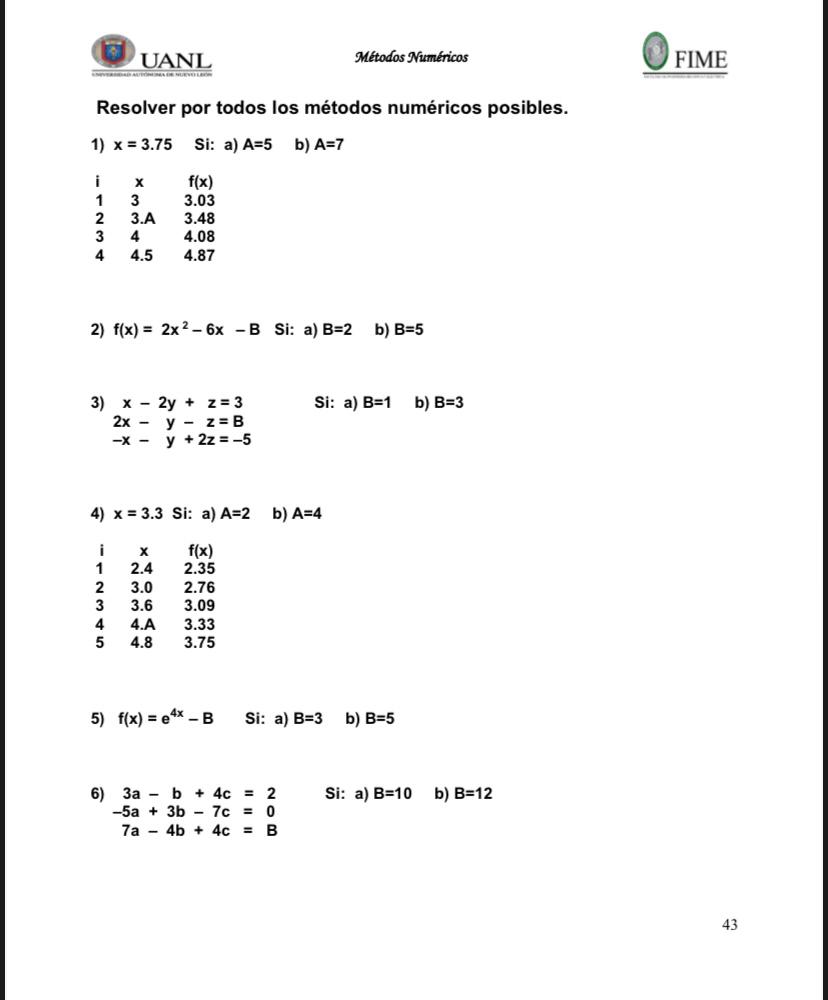 UANL
UNIVERSIDAD AUTÓNOMA DE NUEVO LEÓN
Métodos Numéricos
FIME
Resolver por todos los métodos numéricos posibles.
1) x = 3.75 Si: a) A=5 b) A=7
i x f(x)
1 3 3.03
2 3.A 3.48
3 4 4.08
4 4.5 4.87
2) f(x) = 2x² – 6x – B Si: a) B=2 b) B=5
3) x – 2y + z = 3 Si: a) B=1 b) B=3
2x – y – z = B
–x – y + 2z = –5
4) x = 3.3 Si: a) A=2 b) A=4
i x f(x)
1 2.4 2.35
2 3.0 2.76
3 3.6 3.09
4 4.A 3.33
5 4.8 3.75
5) f(x) = e⁴ˣ – B Si: a) B=3 b) B=5
6) 3a – b + 4c = 2 Si: a) B=10 b) B=12
–5a + 3b – 7c = 0
7a – 4b + 4c = B
43